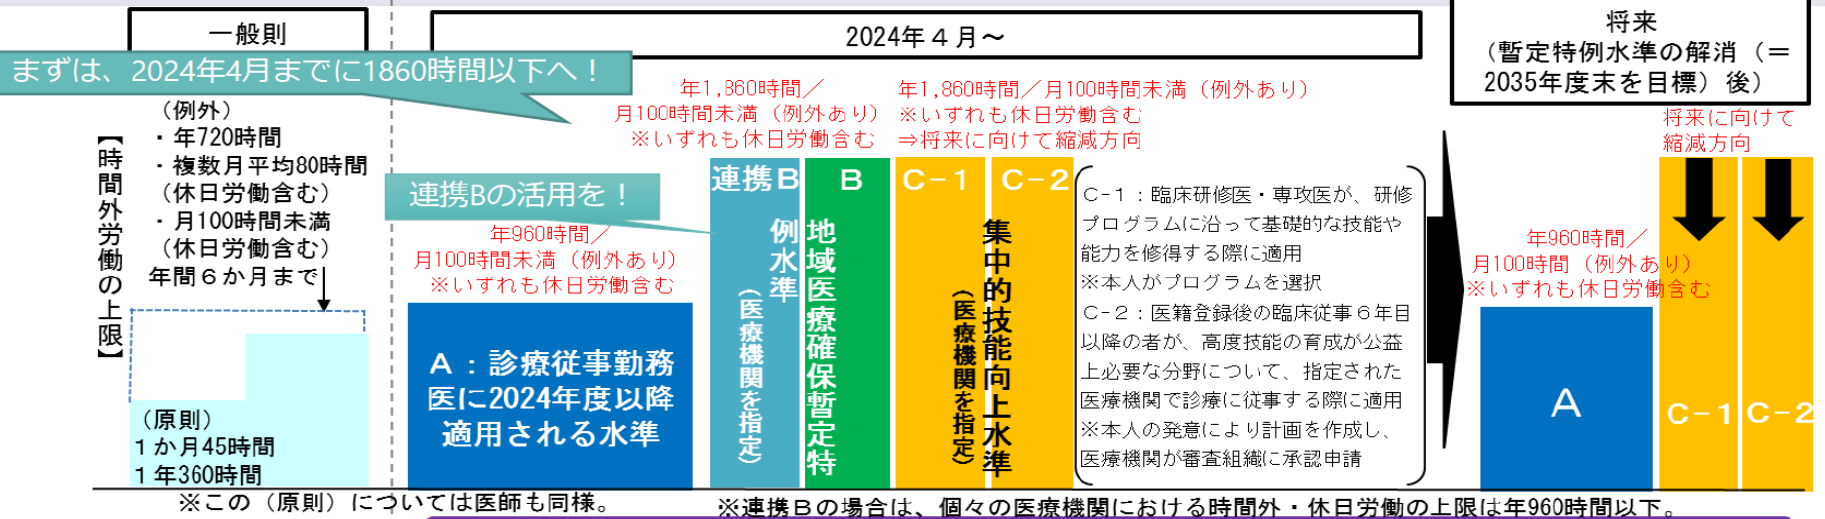 一般則
2024年４月～
将来
（暫定特例水準の解消（＝
2035年度末を目標）後）
まずは、2024年4月までに1860時間以下へ！
【時間外労働の上限】
（例外）
・年720時間
・複数月平均80時間
（休日労働含む）
・月100時間未満
（休日労働含む）
年間６か月まで
（原則）
１か月45時間
１年360時間
※この（原則）については医師も同様。
連携Bの活用を！
年960時間／
月100時間未満（例外あり）
※いずれも休日労働含む
Ａ：診療従事勤務
医に2024年度以降
適用される水準
年1,860時間／
月100時間未満（例外あり）
※いずれも休日労働含む
連携Ｂ
Ｂ
地域医療確保暫定特
例水準
（医療機関を指定）
年1,860時間／月100時間未満（例外あり）
※いずれも休日労働含む
⇒将来に向けて縮減方向
Ｃ－１
Ｃ－２
集中的技能向上水準
（医療機関を指定）
Ｃ－１：臨床研修医・専攻医が、研修
プログラムに沿って基礎的な技能や
能力を修得する際に適用
※本人がプログラムを選択
Ｃ－２：医籍登録後の臨床従事６年目
以降の者が、高度技能の育成が公益
上必要な分野について、指定された
医療機関で診療に従事する際に適用
※本人の発意により計画を作成し、
医療機関が審査組織に承認申請
※連携Ｂの場合は、個々の医療機関における時間外・休日労働の上限は年960時間以下。
将来に向けて
縮減方向
年960時間／
月100時間（例外あり）
※いずれも休日労働含む
Ａ
Ｃ－１
Ｃ－２